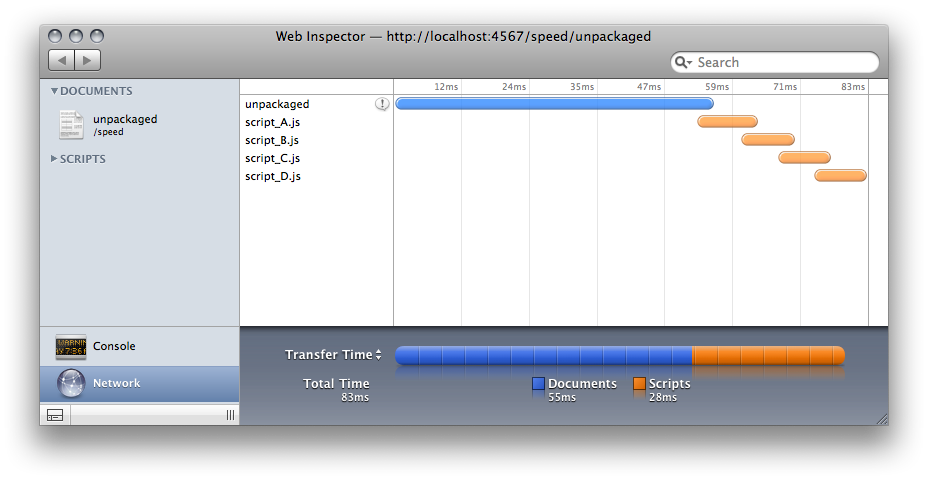 Web Inspector — http://localhost:4567/speed/unpackaged
Search
DOCUMENTS
unpackaged
/speed
SCRIPTS
12ms 24ms 35ms 47ms 59ms 71ms 83ms
unpackaged
script_A.js
script_B.js
script_C.js
script_D.js
Console
Network
Transfer Time
Total Time
83ms
Documents
55ms
Scripts
28ms